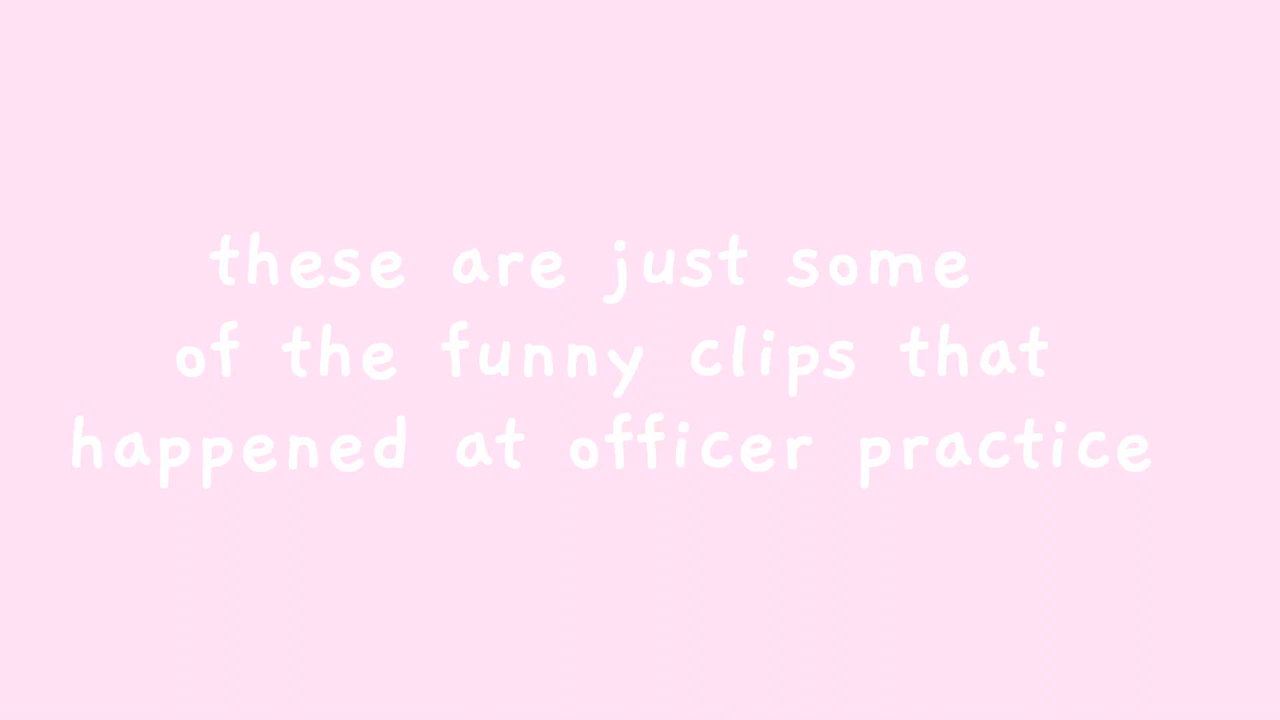 these are just some
of the funny clips that
happened at officer practice